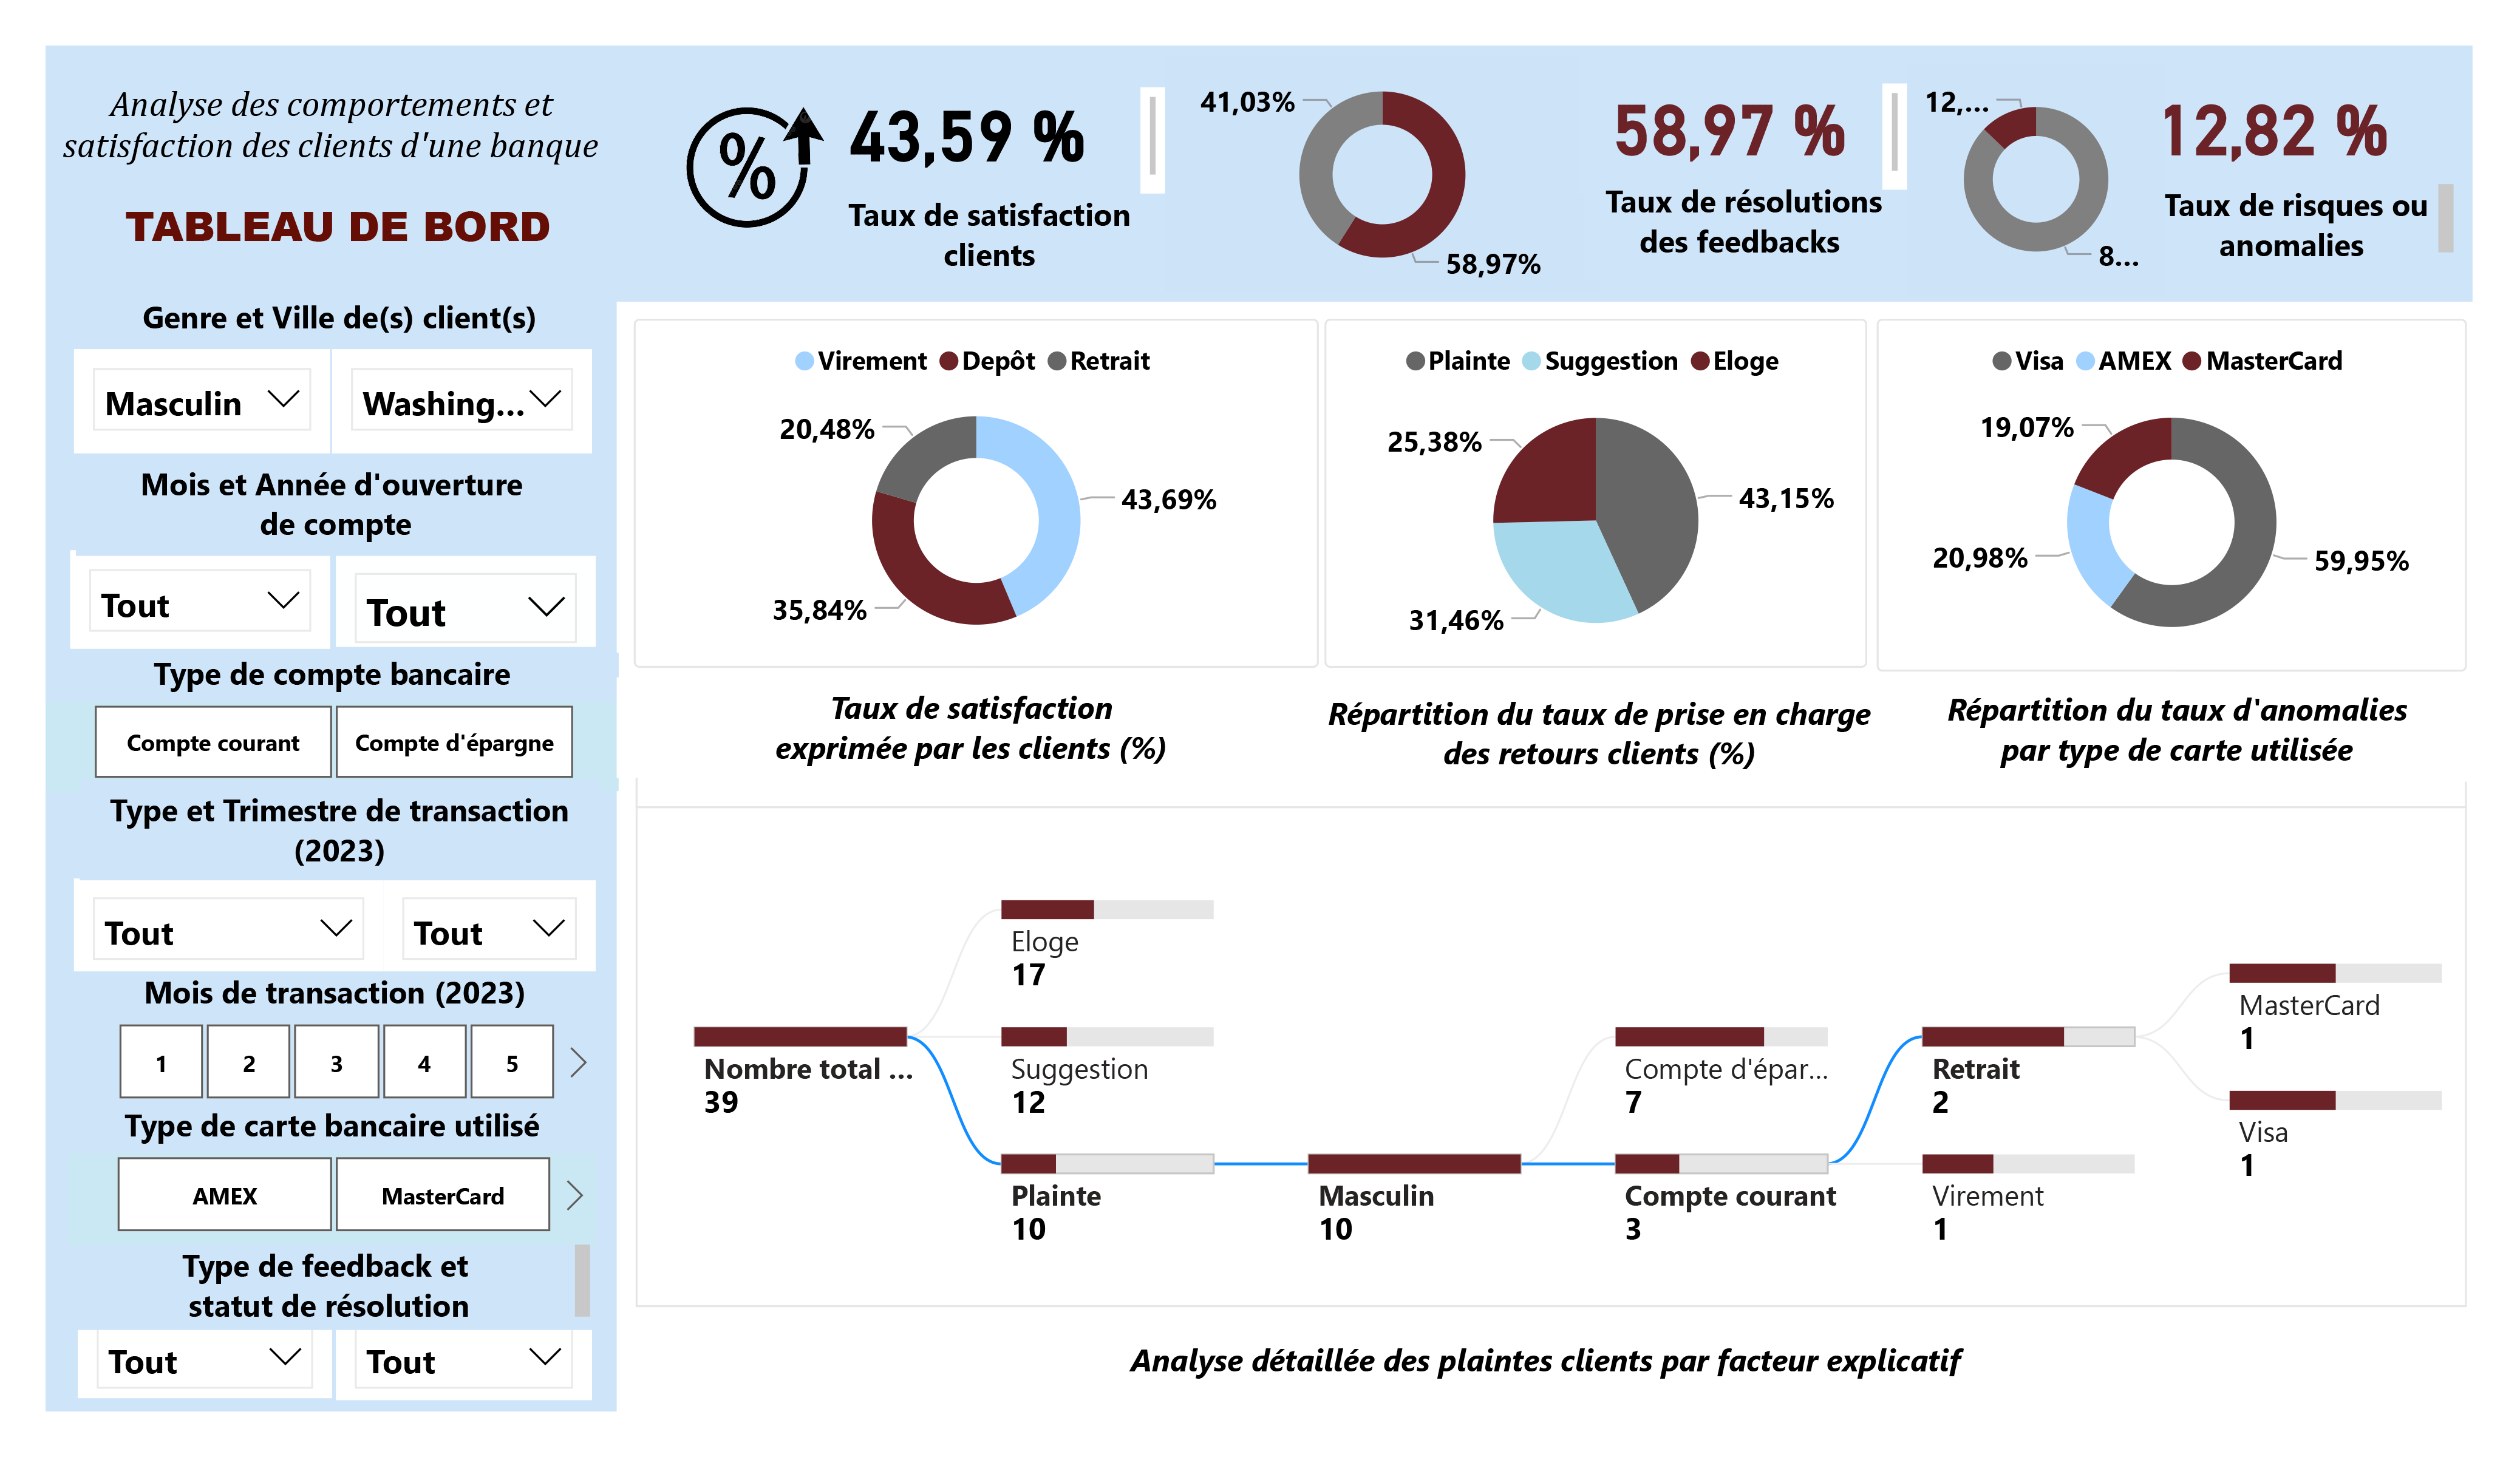 Analyse des comportements et
satisfaction des clients d'une banque
TABLEAU DE BORD
%
43,59 %
Taux de satisfaction
clients
41,03%
58,97%
58,97 %
Taux de résolutions
des feedbacks
12,...
8...
12,82 %
Taux de risques ou
anomalies
Genre et Ville de(s) client(s)
Masculin
Washing...
Mois et Année d'ouverture
de compte
Tout
Tout
Type de compte bancaire
Compte courant
Compte d'épargne
Type et Trimestre de transaction
(2023)
Tout
Tout
Mois de transaction (2023)
1
2
3
4
5
Type de carte bancaire utilisé
AMEX
MasterCard
Type de feedback et
statut de résolution
Tout
Tout
Virement Depôt Retrait
20,48%
43,69%
35,84%
Taux de satisfaction
exprimée par les clients (%)
Plainte Suggestion Eloge
25,38%
43,15%
31,46%
Répartition du taux de prise en charge
des retours clients (%)
Visa AMEX MasterCard
19,07%
20,98%
59,95%
Répartition du taux d'anomalies
par type de carte utilisée
Nombre total ...
39
Eloge
17
Suggestion
12
Plainte
10
Masculin
10
Compte d'épar...
7
Compte courant
3
Retrait
2
Virement
1
MasterCard
1
Visa
1
Analyse détaillée des plaintes clients par facteur explicatif